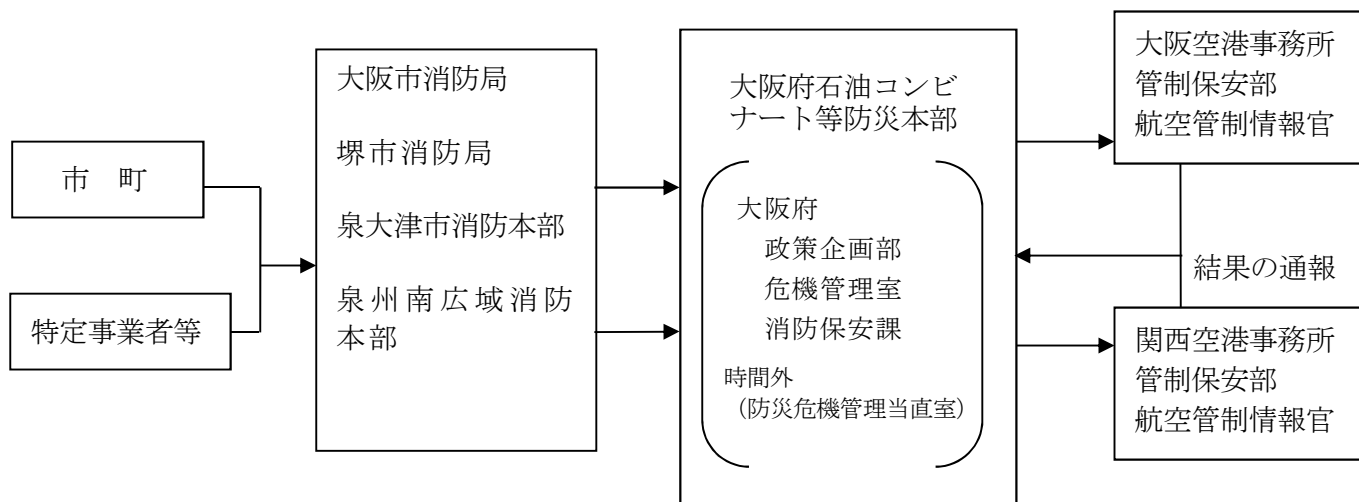 市　町
特定事業者等
大阪市消防局
堺市消防局
泉大津市消防本部
泉州南広域消防
本部
大阪府石油コンビ
ナート等防災本部
大阪府
政策企画部
危機管理室
消防保安課
時間外
（防災危機管理当直室）
大阪空港事務所
管制保安部
航空管制情報官
結果の通報
関西空港事務所
管制保安部
航空管制情報官